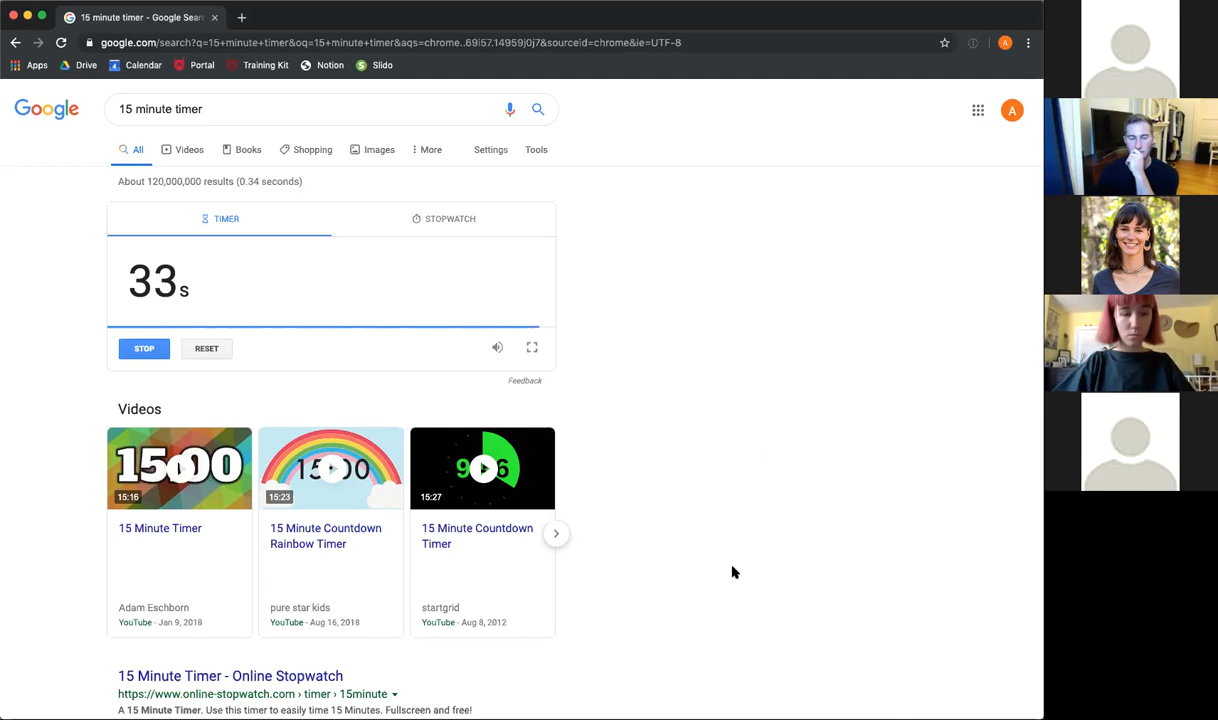 15 minute timer - Google Sear
google.com/search?q=15+minute+timer&oq=15+minute+timer&aqs=chrome..69i57.14959j0j7&sourceid=chrome&ie=UTF-8
A
Apps Drive Calendar Portal Training Kit Notion Slido
Google
15 minute timer
A
All Videos Books Shopping Images More Settings Tools
About 120,000,000 results (0.34 seconds)
TIMER STOPWATCH
33s
STOP RESET
Feedback
Videos
15:00 15:00
15:16 15:23 15:27
15 Minute Timer
15 Minute Countdown
Rainbow Timer
15 Minute Countdown
Timer
Adam Eschborn pure star kids startgrid
YouTube · Jan 9, 2018 YouTube · Aug 16, 2018 YouTube · Aug 8, 2012
15 Minute Timer - Online Stopwatch
https://www.online-stopwatch.com › timer › 15minute
A 15 Minute Timer. Use this timer to easily time 15 Minutes. Fullscreen and free!